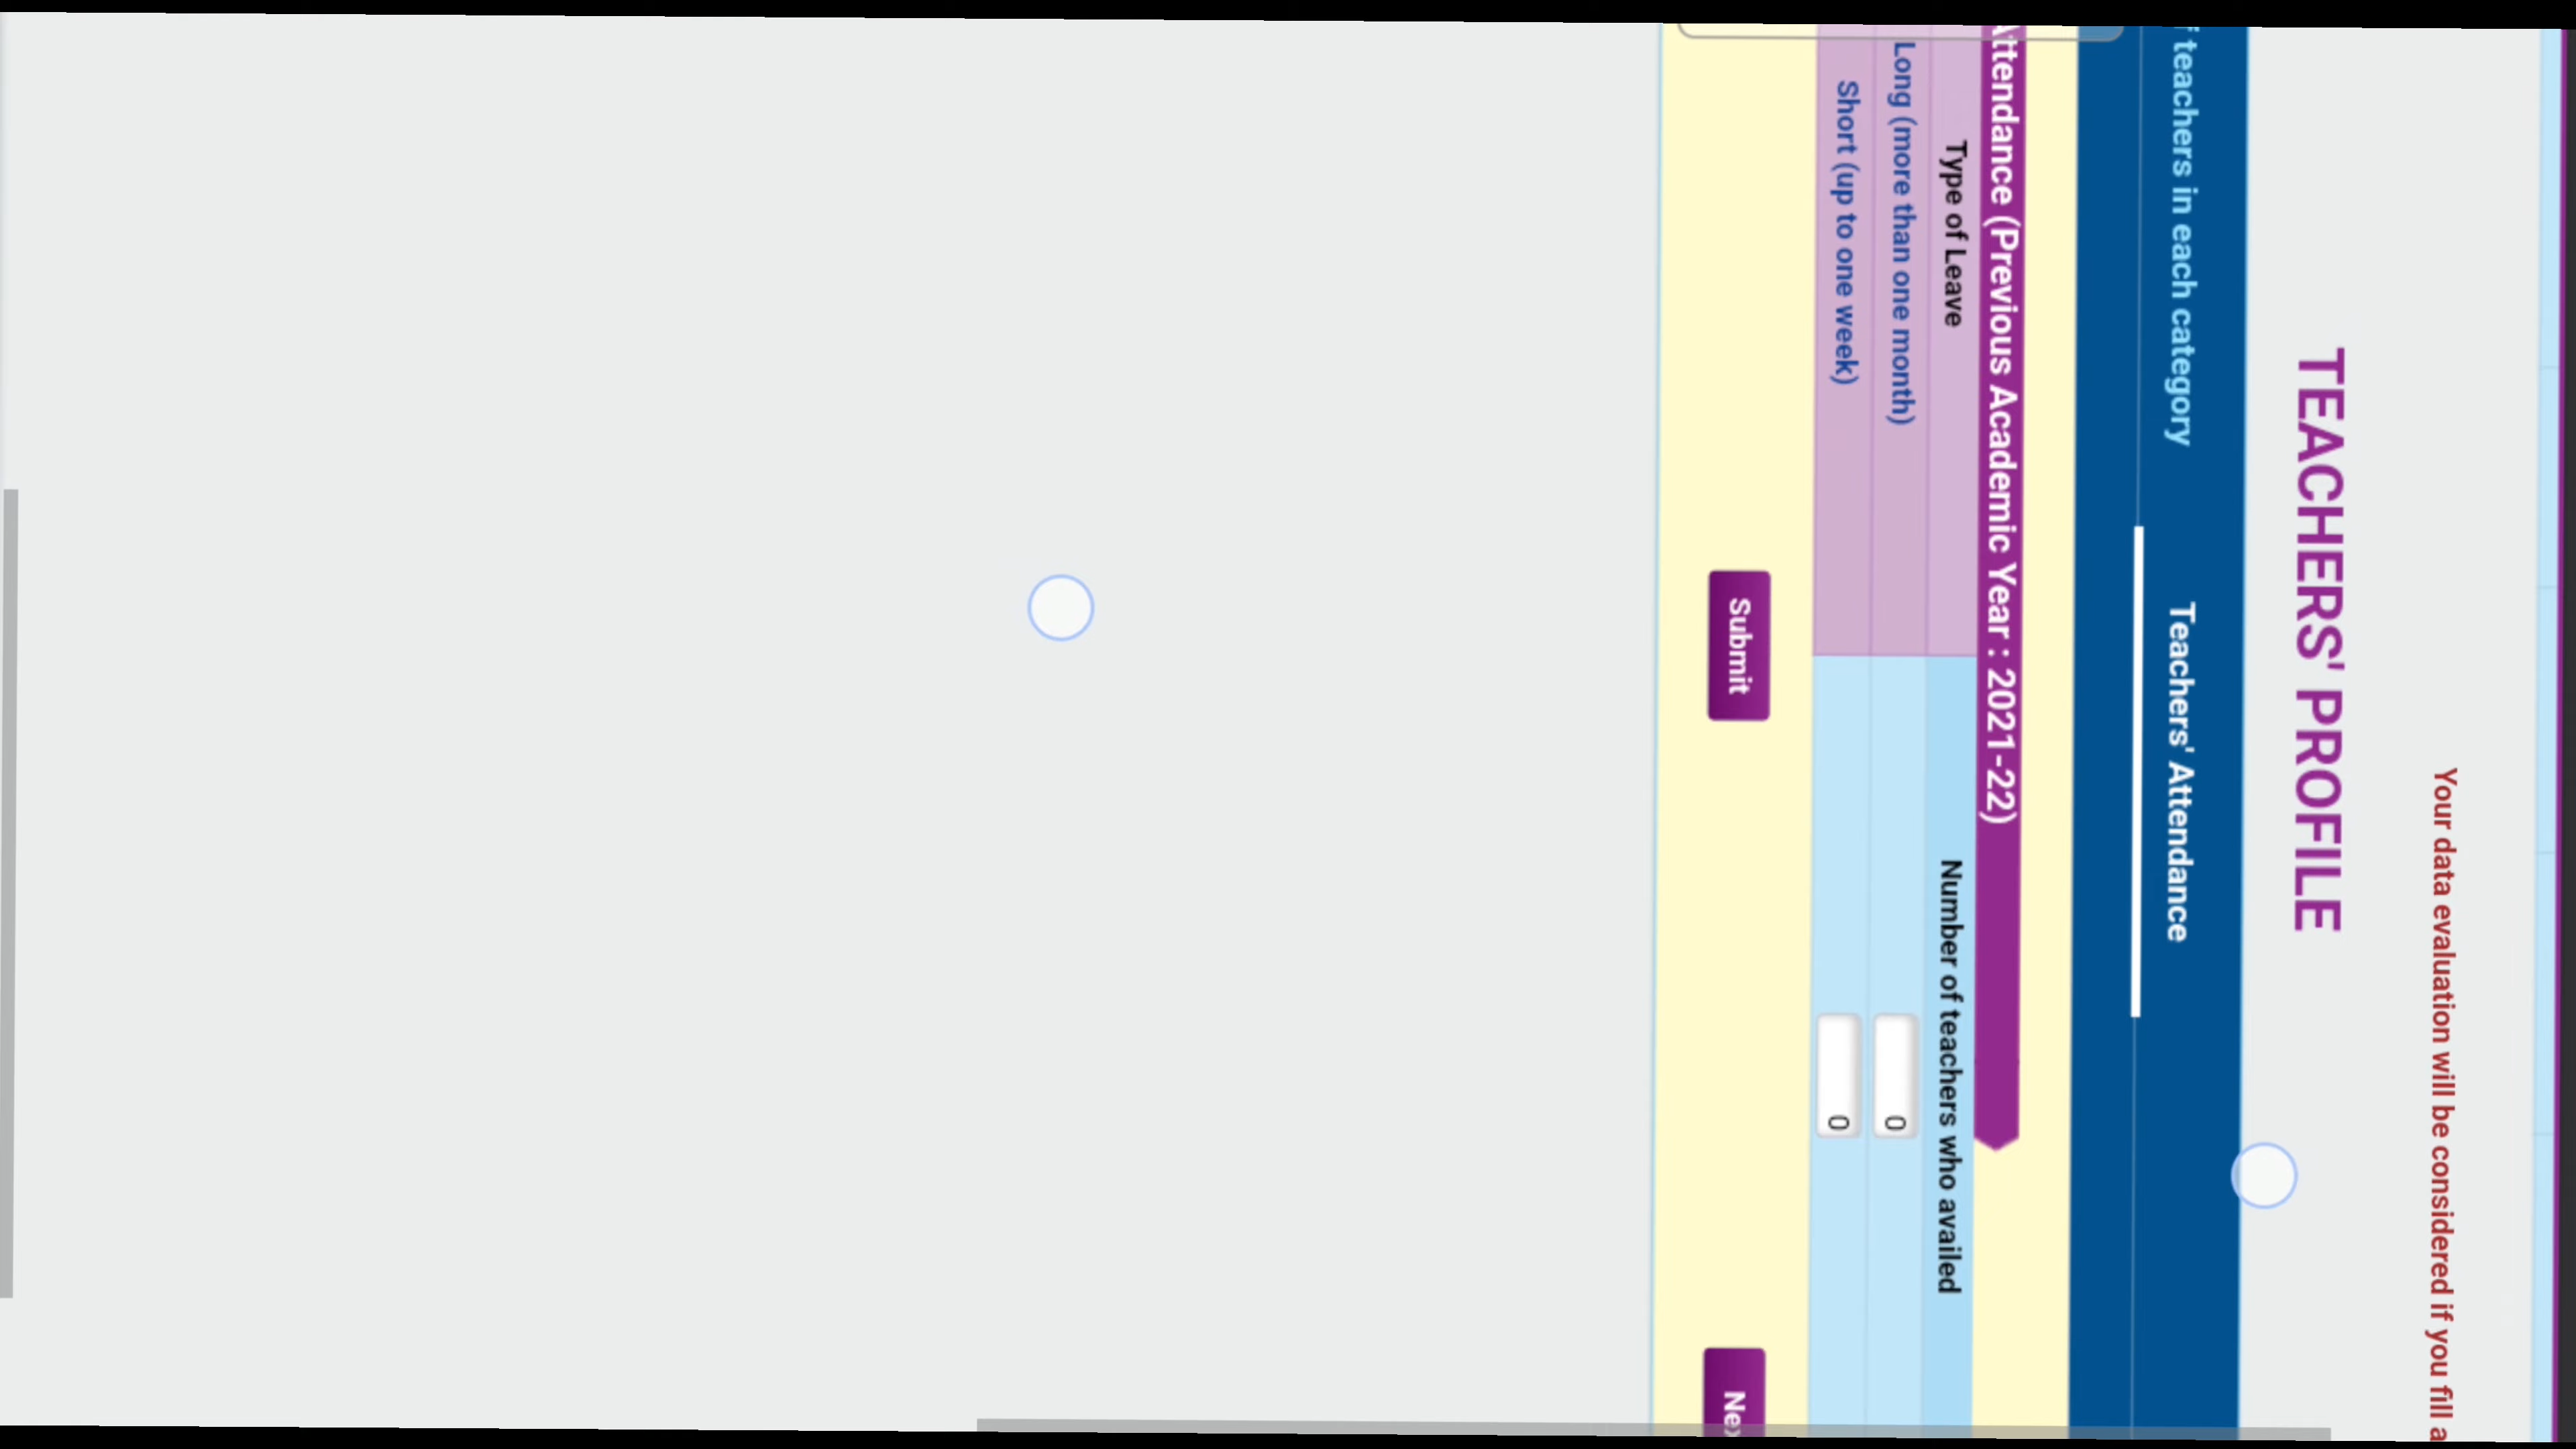 Your data evaluation will be considered if you fill a
TEACHERS' PROFILE
teachers in each category
Teachers' Attendance
Attendance (Previous Academic Year : 2021-22)
Type of Leave
Number of teachers who availed
Long (more than one month)
0
Short (up to one week)
0
Submit